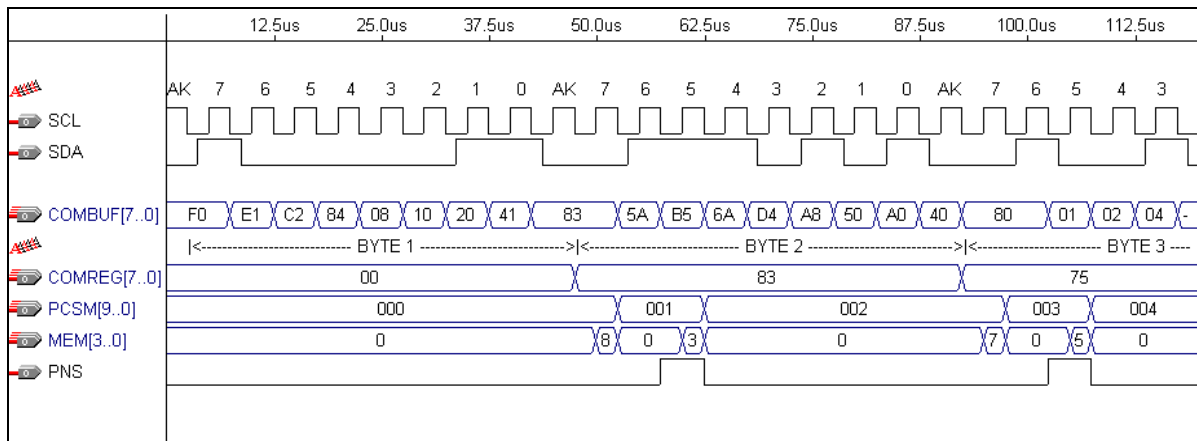 12.5us 25.0us 37.5us 50.0us 62.5us 75.0us 87.5us 100.0us 112.5us
AK 7 6 5 4 3 2 1 0 AK 7 6 5 4 3 2 1 0 AK 7 6 5 4 3
SCL
SDA
COMBUF[7..0] F0 E1 C2 84 08 10 20 41 83 5A B5 6A D4 A8 50 A0 40 80 01 02 04 -
|<----------------------- BYTE 1 ---------------------->|<----------------------- BYTE 2 ---------------------->|<-------------------- BYTE 3 ----
COMREG[7..0] 00 83 75
PCSM[9..0] 000 001 002 003 004
MEM[3..0] 0 8 0 3 0 7 0 5 0
PNS